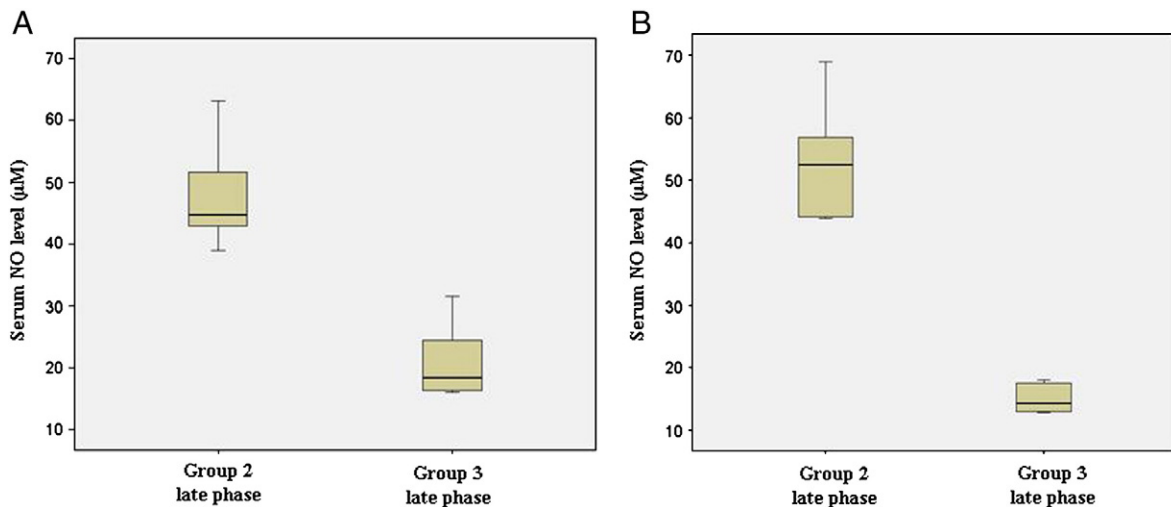 A
Serum NO level (µM)
70
60
50
40
30
20
10
Group 2
late phase
Group 3
late phase
B
Serum NO level (µM)
70
60
50
40
30
20
10
Group 2
late phase
Group 3
late phase